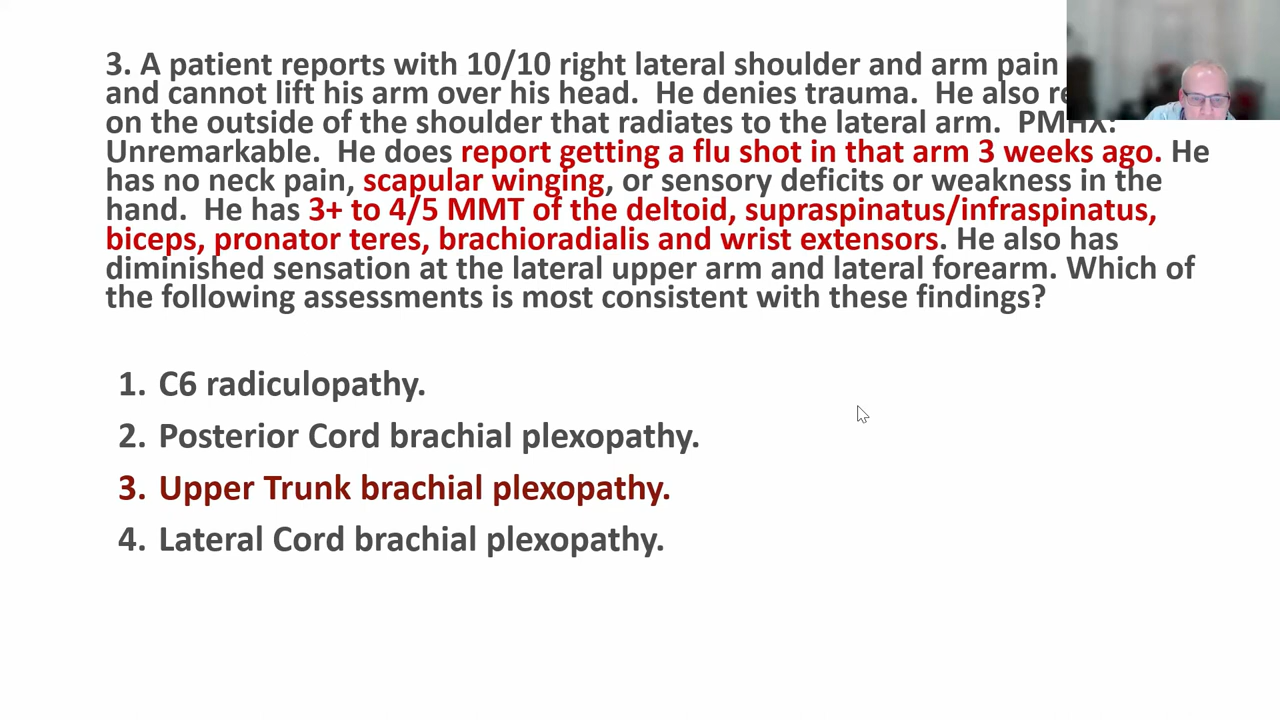 3. A patient reports with 10/10 right lateral shoulder and arm pain
and cannot lift his arm over his head. He denies trauma. He also
on the outside of the shoulder that radiates to the lateral arm. PMHX:
Unremarkable. He does report getting a flu shot in that arm 3 weeks ago. He
has no neck pain, scapular winging, or sensory deficits or weakness in the
hand. He has 3+ to 4/5 MMT of the deltoid, supraspinatus/infraspinatus,
biceps, pronator teres, brachioradialis and wrist extensors. He also has
diminished sensation at the lateral upper arm and lateral forearm. Which of
the following assessments is most consistent with these findings?
1. C6 radiculopathy.
2. Posterior Cord brachial plexopathy.
3. Upper Trunk brachial plexopathy.
4. Lateral Cord brachial plexopathy.